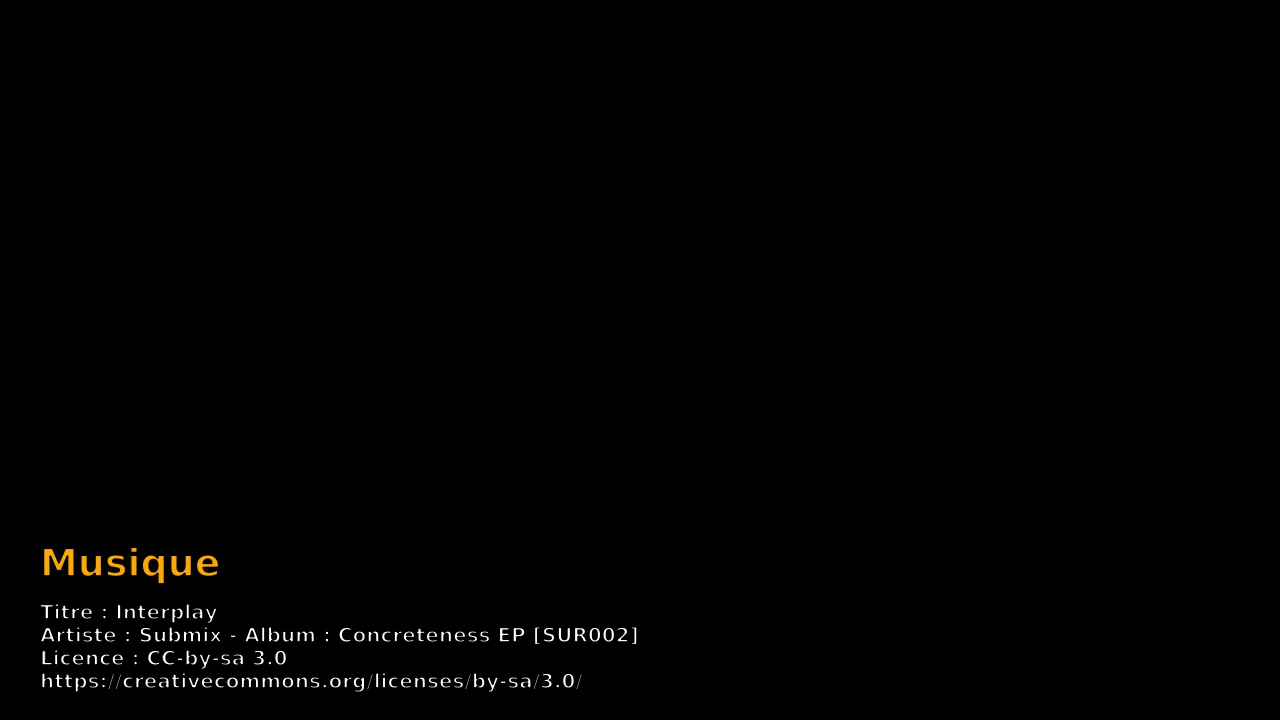 Musique
Titre : Interplay
Artiste : Submix - Album : Concreteness EP [SUR002]
Licence : CC-by-sa 3.0
https://creativecommons.org/licenses/by-sa/3.0/